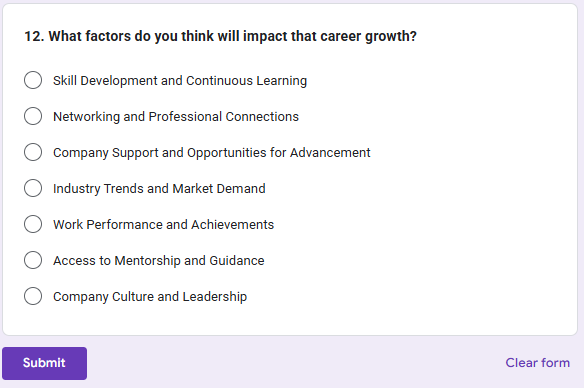 12. What factors do you think will impact that career growth?
Skill Development and Continuous Learning
Networking and Professional Connections
Company Support and Opportunities for Advancement
Industry Trends and Market Demand
Work Performance and Achievements
Access to Mentorship and Guidance
Company Culture and Leadership
Submit
Clear form